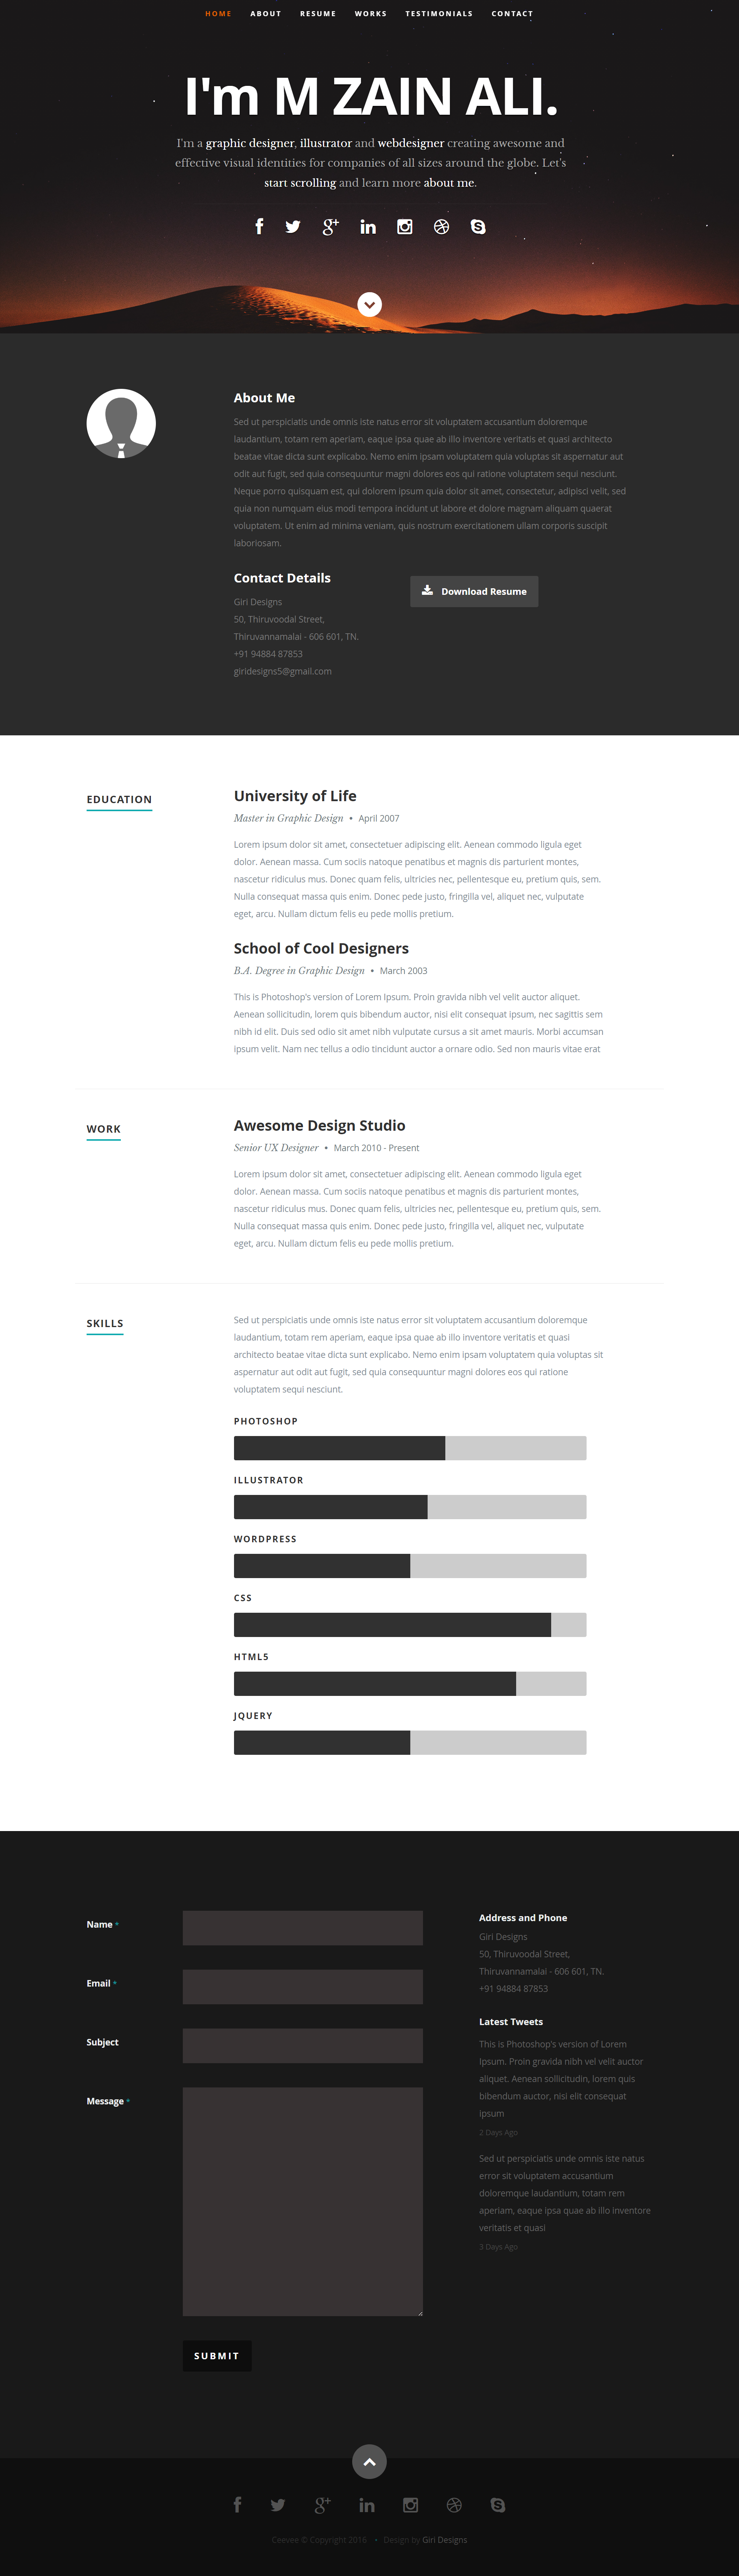 HOME ABOUT RESUME WORKS TESTIMONIALS CONTACT
I'm M ZAIN ALI.
I'm a graphic designer, illustrator and webdesigner creating awesome and
effective visual identities for companies of all sizes around the globe. Let's
start scrolling and learn more about me.
About Me
Sed ut perspiciatis unde omnis iste natus error sit voluptatem accusantium doloremque
laudantium, totam rem aperiam, eaque ipsa quae ab illo inventore veritatis et quasi architecto
beatae vitae dicta sunt explicabo. Nemo enim ipsam voluptatem quia voluptas sit aspernatur aut
odit aut fugit, sed quia consequuntur magni dolores eos qui ratione voluptatem sequi nesciunt.
Neque porro quisquam est, qui dolorem ipsum quia dolor sit amet, consectetur, adipisci velit, sed
quia non numquam eius modi tempora incidunt ut labore et dolore magnam aliquam quaerat
voluptatem. Ut enim ad minima veniam, quis nostrum exercitationem ullam corporis suscipit
laboriosam.
Contact Details
Giri Designs
50, Thiruvoodal Street,
Thiruvannamalai - 606 601, TN.
+91 94884 87853
giridesigns5@gmail.com
Download Resume
EDUCATION
University of Life
Master in Graphic Design • April 2007
Lorem ipsum dolor sit amet, consectetuer adipiscing elit. Aenean commodo ligula eget
dolor. Aenean massa. Cum sociis natoque penatibus et magnis dis parturient montes,
nascetur ridiculus mus. Donec quam felis, ultricies nec, pellentesque eu, pretium quis, sem.
Nulla consequat massa quis enim. Donec pede justo, fringilla vel, aliquet nec, vulputate
eget, arcu. Nullam dictum felis eu pede mollis pretium.
School of Cool Designers
B.A. Degree in Graphic Design • March 2003
This is Photoshop's version of Lorem Ipsum. Proin gravida nibh vel velit auctor aliquet.
Aenean sollicitudin, lorem quis bibendum auctor, nisi elit consequat ipsum, nec sagittis sem
nibh id elit. Duis sed odio sit amet nibh vulputate cursus a sit amet mauris. Morbi accumsan
ipsum velit. Nam nec tellus a odio tincidunt auctor a ornare odio. Sed non mauris vitae erat
WORK
Awesome Design Studio
Senior UX Designer • March 2010 - Present
Lorem ipsum dolor sit amet, consectetuer adipiscing elit. Aenean commodo ligula eget
dolor. Aenean massa. Cum sociis natoque penatibus et magnis dis parturient montes,
nascetur ridiculus mus. Donec quam felis, ultricies nec, pellentesque eu, pretium quis, sem.
Nulla consequat massa quis enim. Donec pede justo, fringilla vel, aliquet nec, vulputate
eget, arcu. Nullam dictum felis eu pede mollis pretium.
SKILLS
Sed ut perspiciatis unde omnis iste natus error sit voluptatem accusantium doloremque
laudantium, totam rem aperiam, eaque ipsa quae ab illo inventore veritatis et quasi
architecto beatae vitae dicta sunt explicabo. Nemo enim ipsam voluptatem quia voluptas sit
aspernatur aut odit aut fugit, sed quia consequuntur magni dolores eos qui ratione
voluptatem sequi nesciunt.
PHOTOSHOP
ILLUSTRATOR
WORDPRESS
CSS
HTML5
JQUERY
Name *
Email *
Subject
Message *
SUBMIT
Address and Phone
Giri Designs
50, Thiruvoodal Street,
Thiruvannamalai - 606 601, TN.
+91 94884 87853
Latest Tweets
This is Photoshop's version of Lorem
Ipsum. Proin gravida nibh vel velit auctor
aliquet. Aenean sollicitudin, lorem quis
bibendum auctor, nisi elit consequat
ipsum
2 Days Ago
Sed ut perspiciatis unde omnis iste natus
error sit voluptatem accusantium
doloremque laudantium, totam rem
aperiam, eaque ipsa quae ab illo inventore
veritatis et quasi
3 Days Ago
Ceevee © Copyright 2016 • Design by Giri Designs